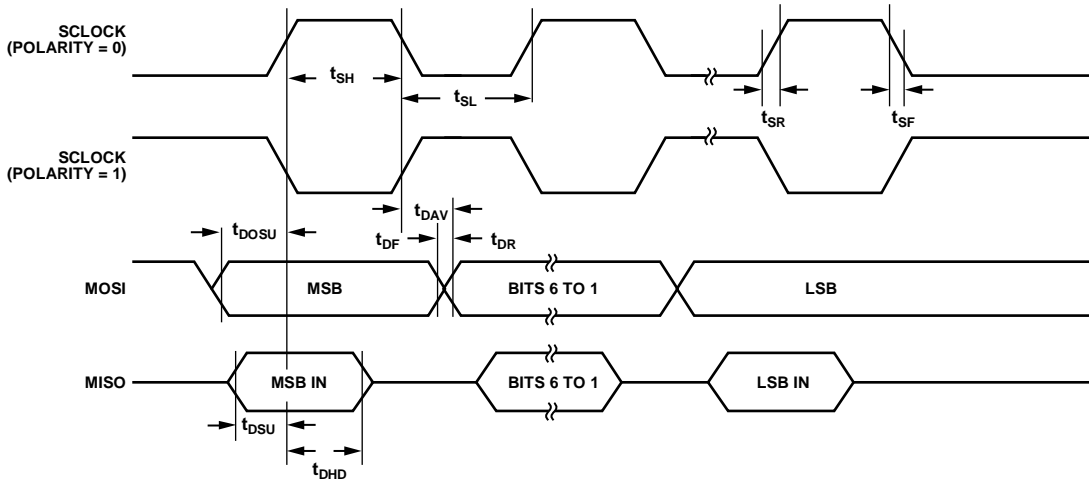 SCLOCK
(POLARITY = 0)
tSH
tSL
tSR
tSF
SCLOCK
(POLARITY = 1)
tDAV
tDOSU
tDF
tDR
MOSI
MSB
BITS 6 TO 1
LSB
MISO
MSB IN
BITS 6 TO 1
LSB IN
tDSU
tDHD